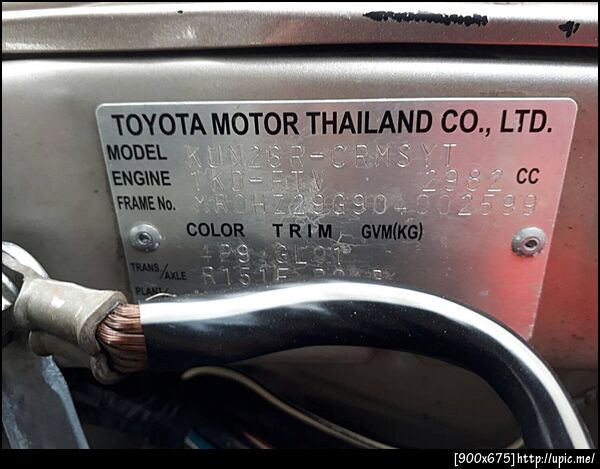 TOYOTA MOTOR THAILAND CO., LTD.
MODEL KUN26R-CRMSYT
ENGINE 1KD-FTV 2982 CC
FRAME No. MR0HZ29G904002599
COLOR TRIM GVM(KG)
4P9 GL01
TRANS/AXLE R151F
PLANT/
[900x675]http://upic.me/